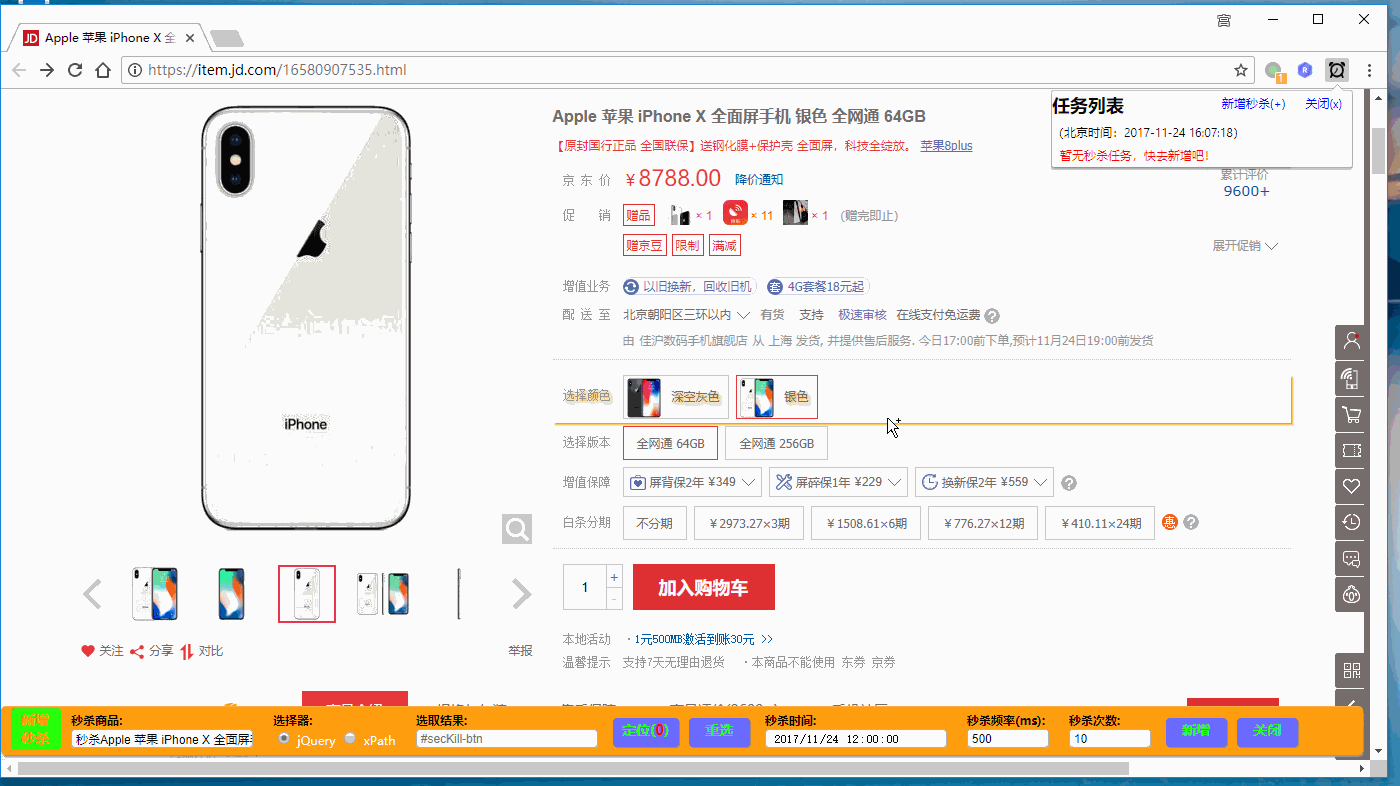 Apple 苹果 iPhone X 全
https://item.jd.com/16580907535.html
1
任务列表 新增秒杀(+) 关闭(x)
(北京时间：2017-11-24 16:07:18)
暂无秒杀任务，快去新增吧!
Apple 苹果 iPhone X 全面屏手机 银色 全网通 64GB
【原封国行正品 全国联保】送钢化膜+保护壳 全面屏，科技全绽放。 苹果8plus
京东价 ￥8788.00 降价通知
累计评价
9600+
促销 赠品 × 1 × 11 × 1 (赠完即止)
赠京豆 限制 满减 展开促销
增值业务 以旧换新，回收旧机 套 4G套餐18元起
配送至 北京朝阳区三环以内 有货 支持 极速审核 在线支付免运费 ?
由 佳沪数码手机旗舰店 从 上海 发货, 并提供售后服务. 今日17:00前下单,预计11月24日19:00前发货
选择颜色 深空灰色 银色
选择版本 全网通 64GB 全网通 256GB
增值保障 屏背保2年 ¥349 屏碎保1年 ¥229 换新保2年 ¥559 ?
白条分期 不分期 ￥2973.27×3期 ￥1508.61×6期 ￥776.27×12期 ￥410.11×24期 惠 ?
iPhone
1 + - 加入购物车
本地活动 · 1元500MB激活到账30元 >>
温馨提示 支持7天无理由退货 · 本商品不能使用 东券 京券
关注 分享 对比 举报
新增
秒杀
秒杀商品: 选择器: 选取结果: 秒杀时间: 秒杀频率(ms): 秒杀次数:
秒杀Apple 苹果 iPhone X 全面屏 jQuery xPath #secKill-btn 定位(0) 重选 2017/11/24 12:00:00 500 10 新增 关闭